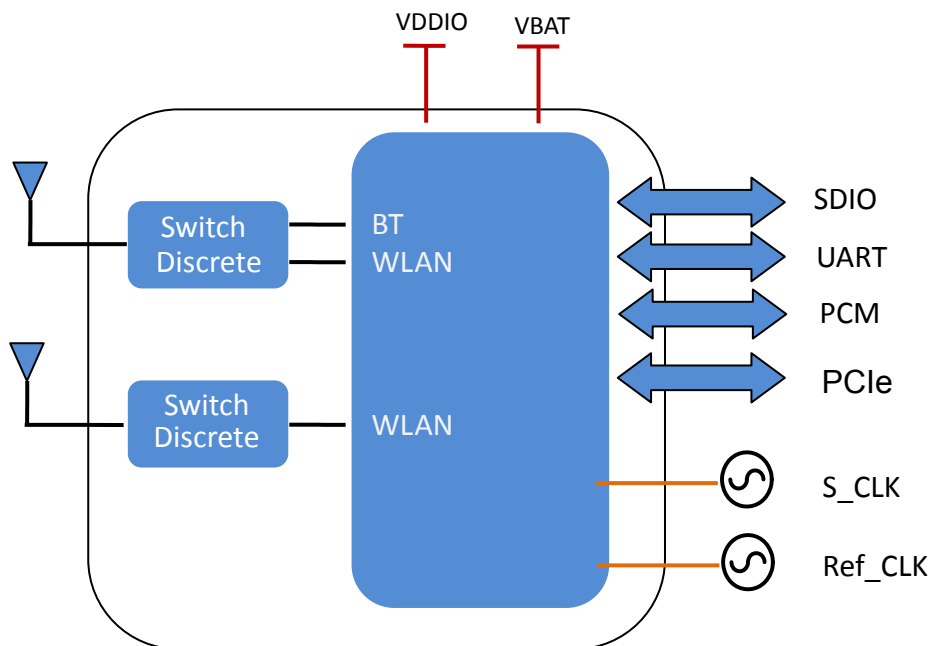 VDDIO
VBAT
Switch
Discrete
BT
WLAN
Switch
Discrete
WLAN
SDIO
UART
PCM
PCIe
S_CLK
Ref_CLK